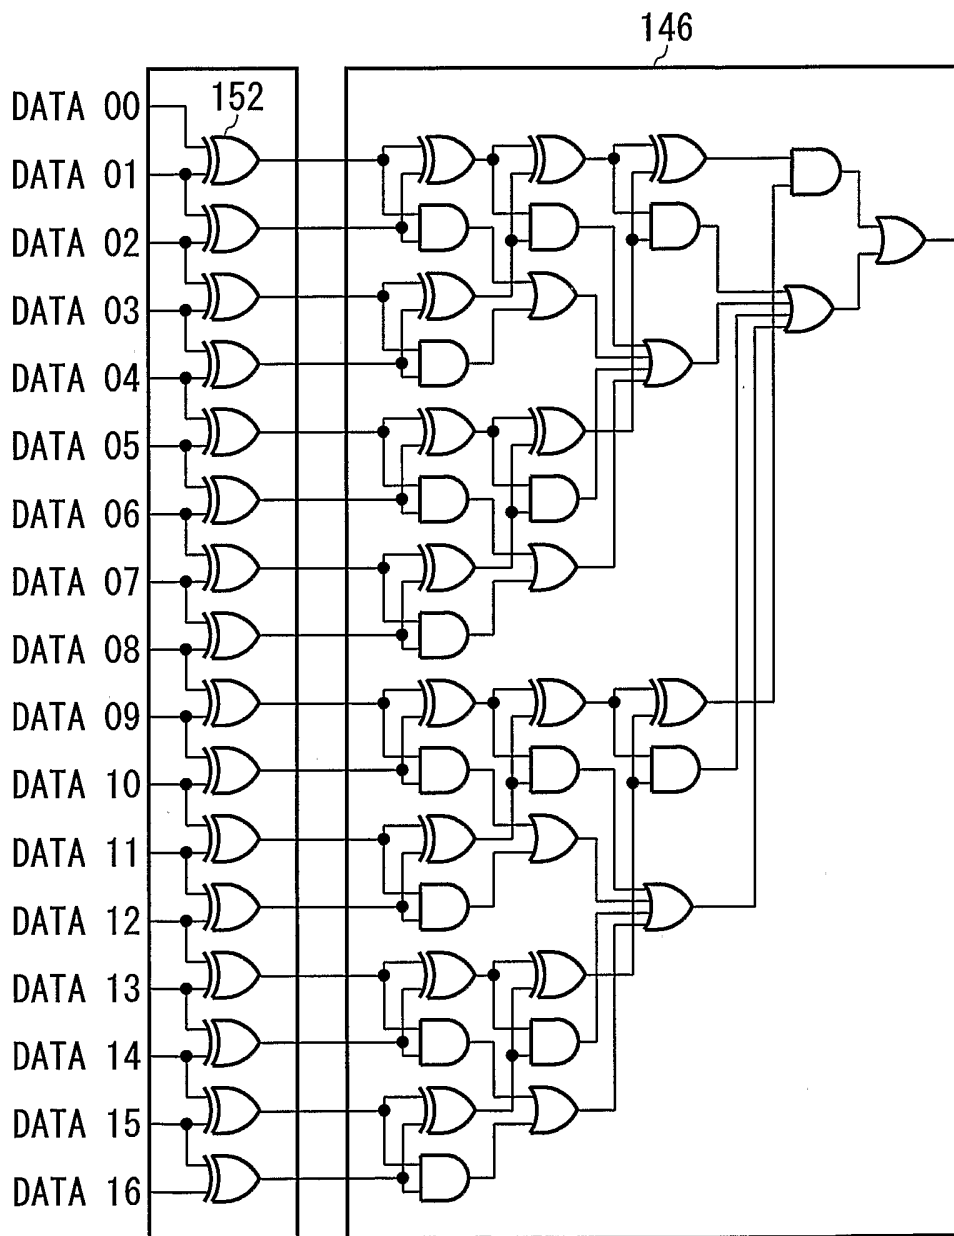 146
152
DATA 00
DATA 01
DATA 02
DATA 03
DATA 04
DATA 05
DATA 06
DATA 07
DATA 08
DATA 09
DATA 10
DATA 11
DATA 12
DATA 13
DATA 14
DATA 15
DATA 16